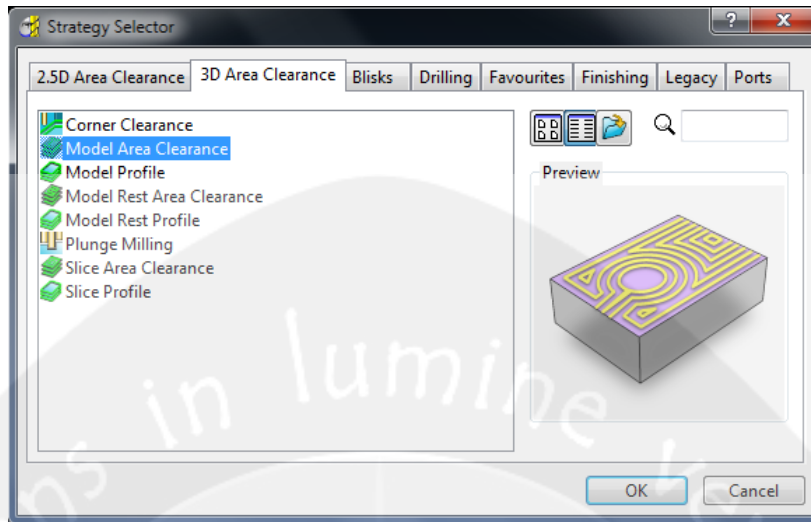 Strategy Selector
?
2.5D Area Clearance 3D Area Clearance Blisks Drilling Favourites Finishing Legacy Ports
Corner Clearance
Model Area Clearance
Model Profile
Model Rest Area Clearance
Model Rest Profile
Plunge Milling
Slice Area Clearance
Slice Profile
Preview
OK Cancel
in lumine